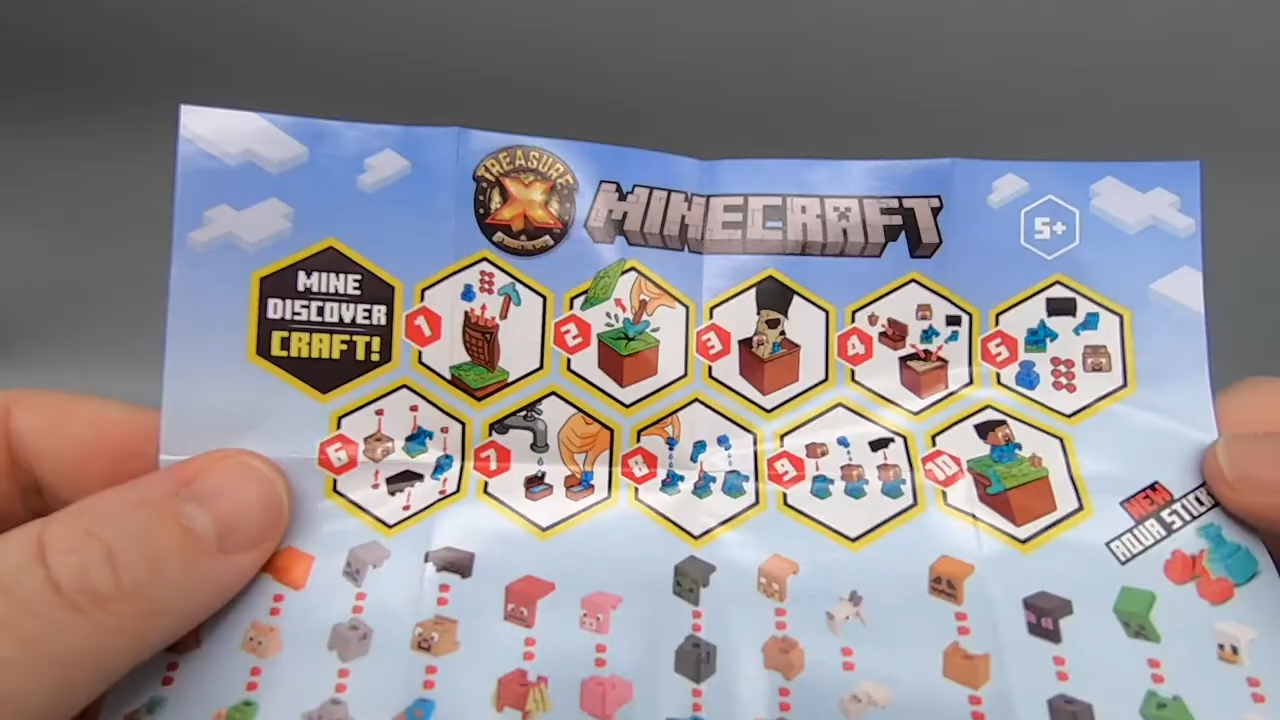 TREASURE
X
MINECRAFT
5+
MINE
DISCOVER
CRAFT!
1
2
3
4
5
6
7
8
9
10
NEW
AQUA STICK